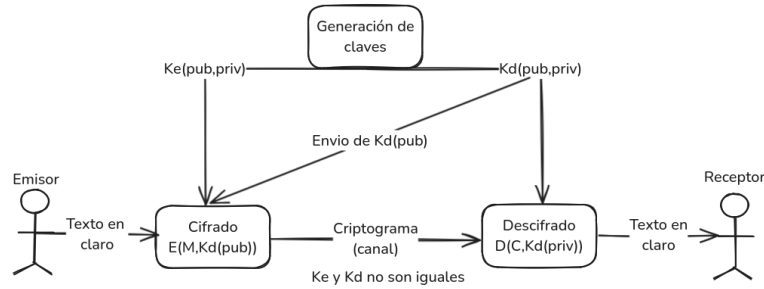 Generación de
claves
Ke(pub,priv)
Kd(pub,priv)
Envio de Kd(pub)
Emisor
Receptor
Texto en
claro
Cifrado
E(M,Kd(pub))
Criptograma
(canal)
Descifrado
D(C,Kd(priv))
Texto en
claro
Ke y Kd no son iguales